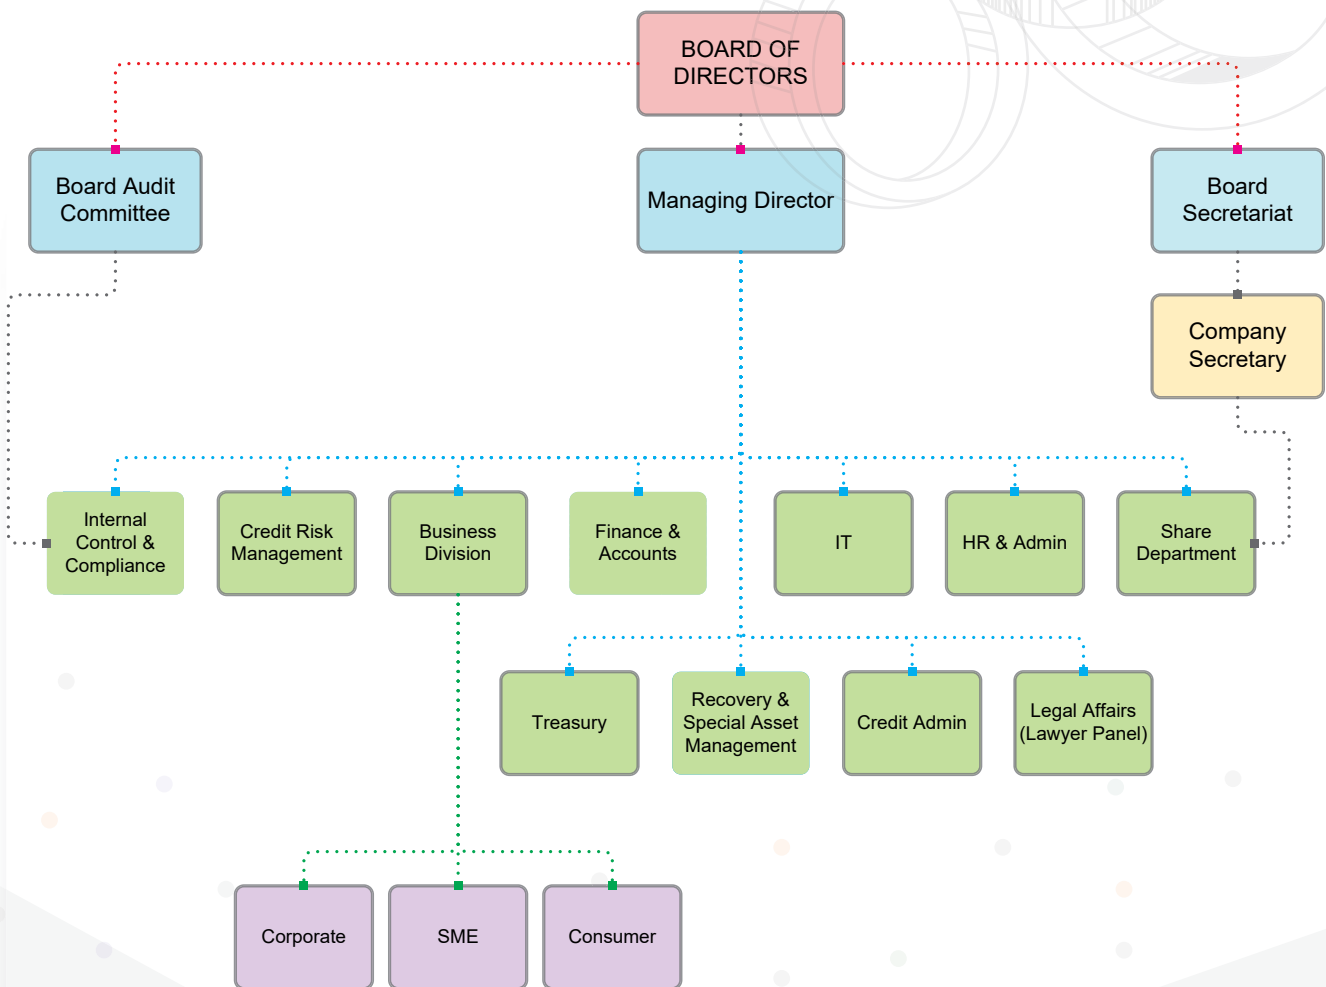 BOARD OF
DIRECTORS
Board Audit
Committee
Managing Director
Board
Secretariat
Company
Secretary
Internal
Control &
Compliance
Credit Risk
Management
Business
Division
Finance &
Accounts
IT
HR & Admin
Share
Department
Treasury
Recovery &
Special Asset
Management
Credit Admin
Legal Affairs
(Lawyer Panel)
Corporate
SME
Consumer